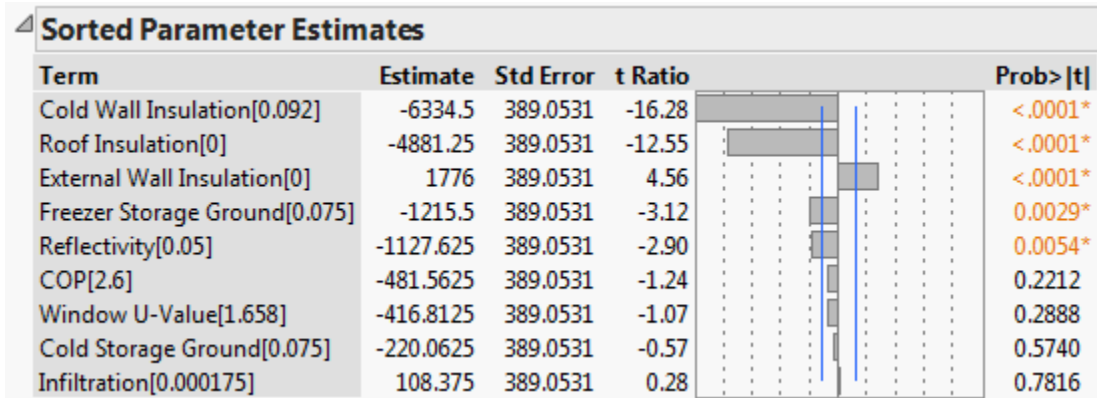 Sorted Parameter Estimates
Term Estimate Std Error t Ratio Prob>|t|
Cold Wall Insulation[0.092] -6334.5 389.0531 -16.28 <.0001*
Roof Insulation[0] -4881.25 389.0531 -12.55 <.0001*
External Wall Insulation[0] 1776 389.0531 4.56 <.0001*
Freezer Storage Ground[0.075] -1215.5 389.0531 -3.12 0.0029*
Reflectivity[0.05] -1127.625 389.0531 -2.90 0.0054*
COP[2.6] -481.5625 389.0531 -1.24 0.2212
Window U-Value[1.658] -416.8125 389.0531 -1.07 0.2888
Cold Storage Ground[0.075] -220.0625 389.0531 -0.57 0.5740
Infiltration[0.000175] 108.375 389.0531 0.28 0.7816